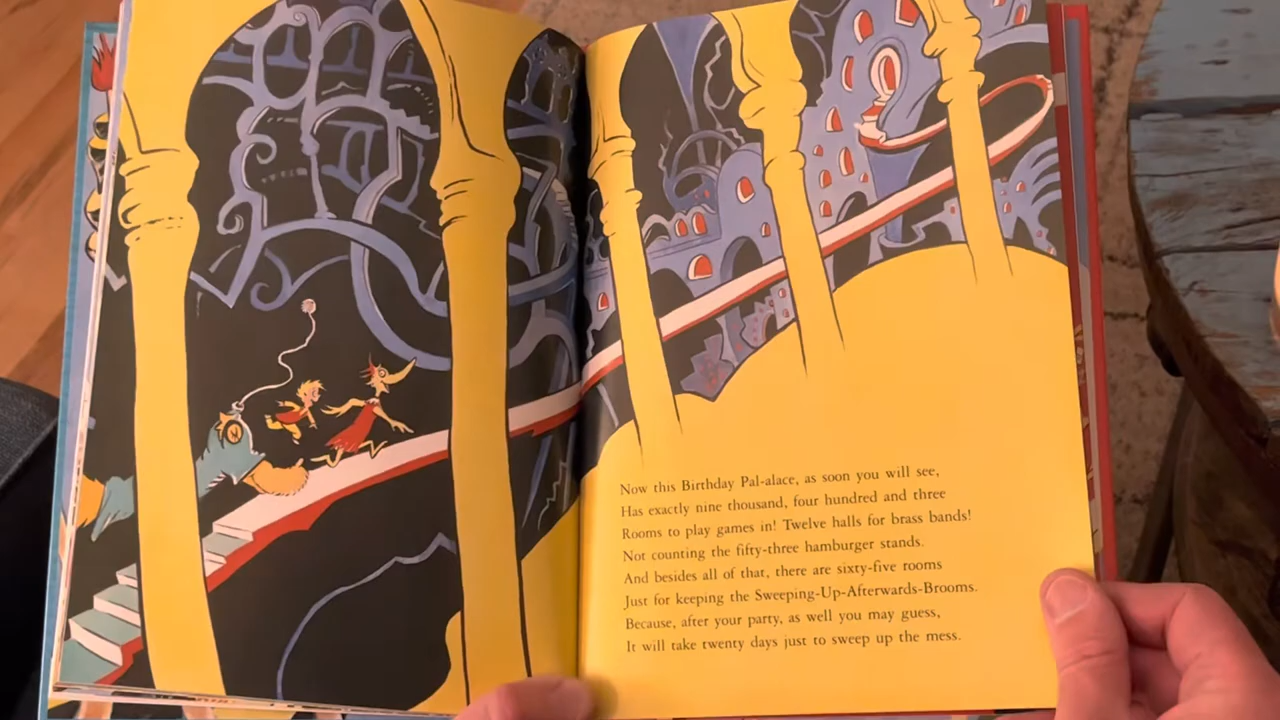 Now this Birthday Pal-alace, as soon you will see,
Has exactly nine thousand, four hundred and three
Rooms to play games in! Twelve halls for brass bands!
Not counting the fifty-three hamburger stands.
And besides all of that, there are sixty-five rooms
Just for keeping the Sweeping-Up-Afterwards-Brooms.
Because, after your party, as well you may guess,
It will take twenty days just to sweep up the mess.